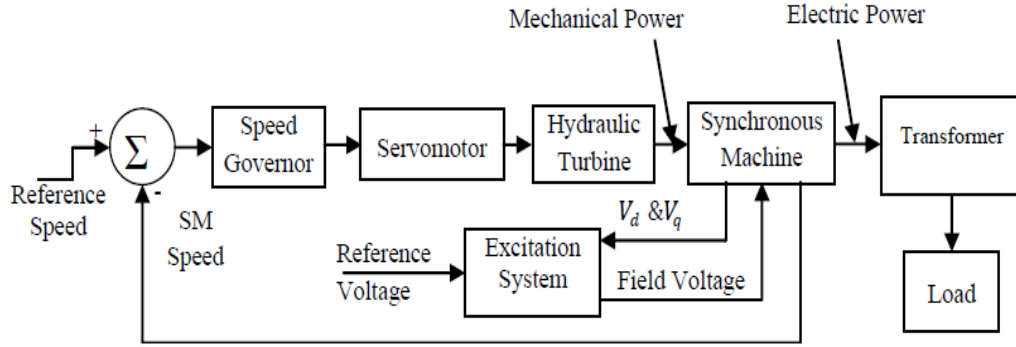 Mechanical Power
Electric Power
+
Σ
-
Reference
Speed
SM
Speed
Speed
Governor
Servomotor
Hydraulic
Turbine
Synchronous
Machine
Transformer
V_d &V_q
Reference
Voltage
Excitation
System
Field Voltage
Load